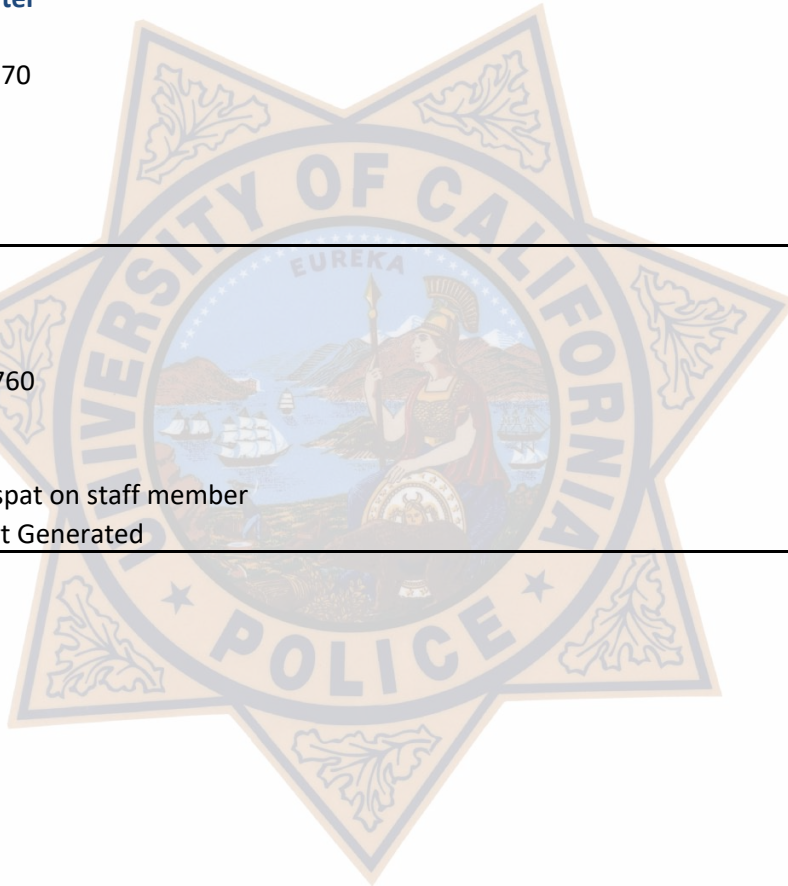 ter
70
UNIVERSITY OF CALIFORNIA
EUREKA
760
spat on staff member
t Generated
POLICE